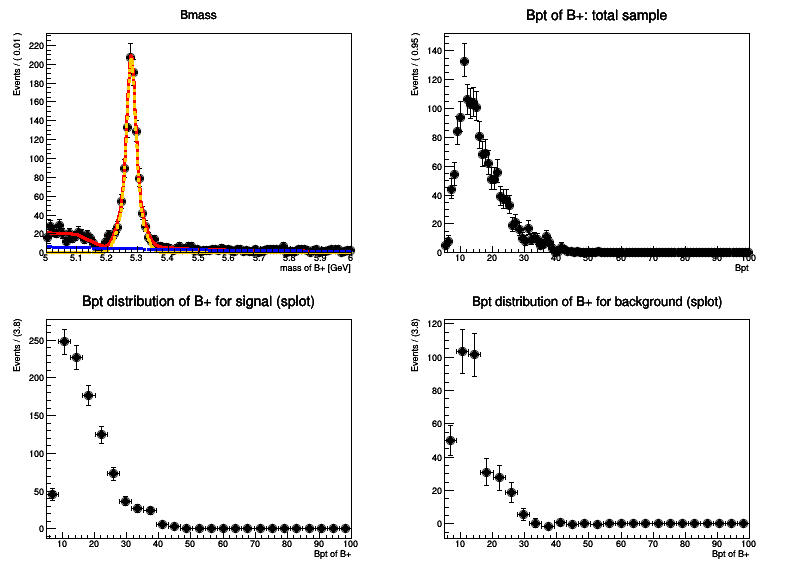 Bmass
Events / ( 0.01 )
220
200
180
160
140
120
100
80
60
40
20
0
5 5.1 5.2 5.3 5.4 5.5 5.6 5.7 5.8 5.9 6
mass of B+ [GeV]
Bpt of B+: total sample
Events / ( 0.95 )
140
120
100
80
60
40
20
0
10 20 30 40 50 60 70 80 90 100
Bpt
Bpt distribution of B+ for signal (splot)
Events / (3.8)
250
200
150
100
50
0
10 20 30 40 50 60 70 80 90 100
Bpt of B+
Bpt distribution of B+ for background (splot)
Events / (3.8)
120
100
80
60
40
20
0
10 20 30 40 50 60 70 80 90 100
Bpt of B+